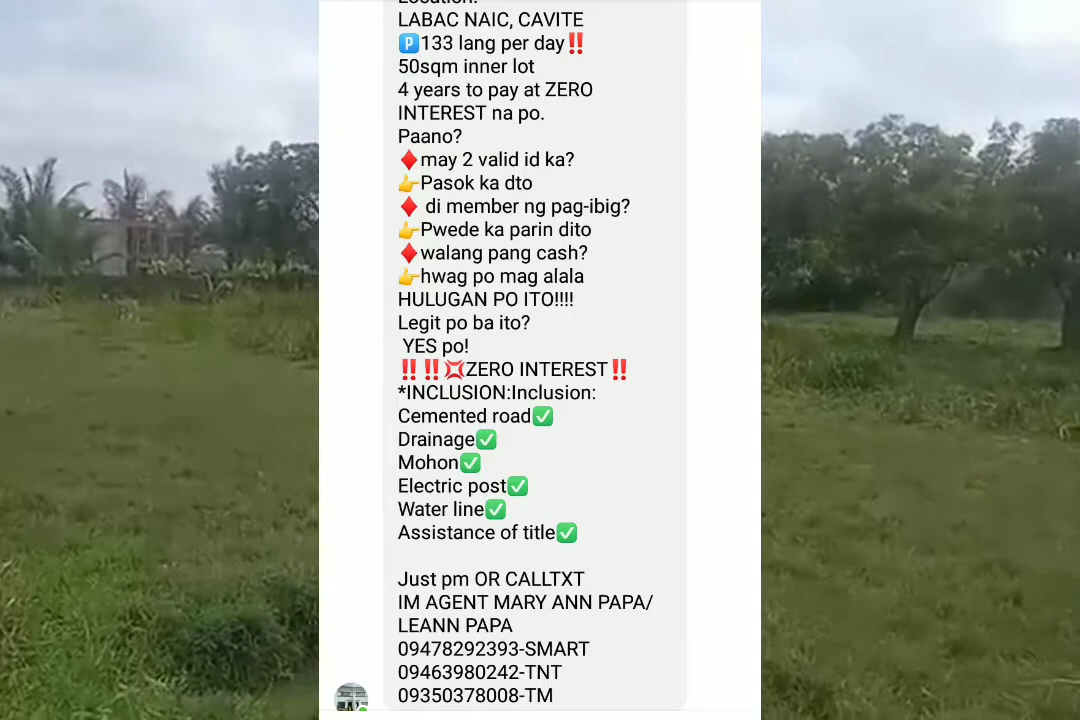 Location:
LABAC NAIC, CAVITE
🅿133 lang per day‼
50sqm inner lot
4 years to pay at ZERO
INTEREST na po.
Paano?
♦may 2 valid id ka?
👉Pasok ka dto
♦ di member ng pag-ibig?
👉Pwede ka parin dito
♦walang pang cash?
👉hwag po mag alala
HULUGAN PO ITO!!!!
Legit po ba ito?
YES po!
‼‼💢ZERO INTEREST‼
*INCLUSION:Inclusion:
Cemented road✅
Drainage✅
Mohon✅
Electric post✅
Water line✅
Assistance of title✅
Just pm OR CALLTXT
IM AGENT MARY ANN PAPA/
LEANN PAPA
09478292393-SMART
09463980242-TNT
09350378008-TM